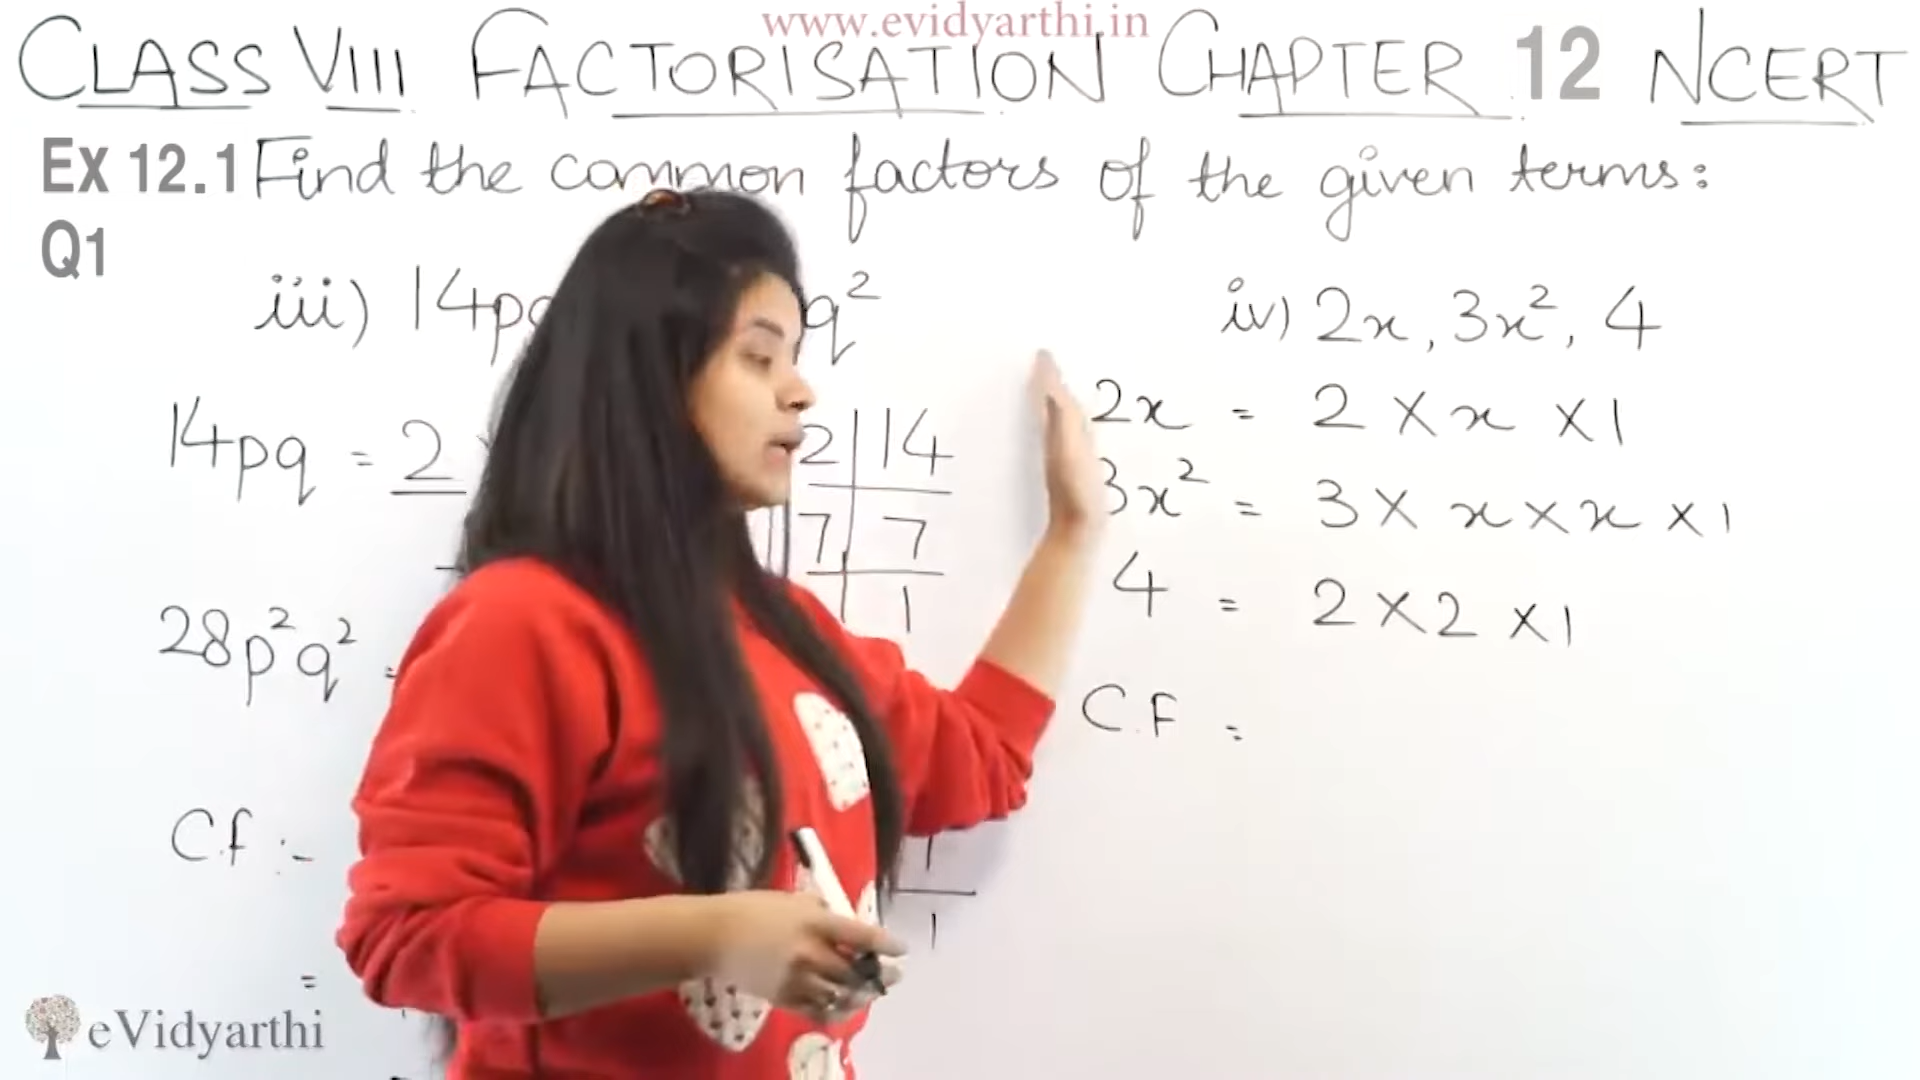 www.evidyarthi.in
CLASS VIII FACTORISATION CHAPTER 12 NCERT
Ex 12.1 Find the common factors of the given terms:
Q1
iii) 14pq q²
iv) 2x, 3x², 4
14pq = 2
2 | 14
7 | 7
1
2x = 2 × x × 1
3x² = 3 × x × x × 1
4 = 2 × 2 × 1
28p²q² =
C.F =
C.f :-
1
1
=
eVidyarthi